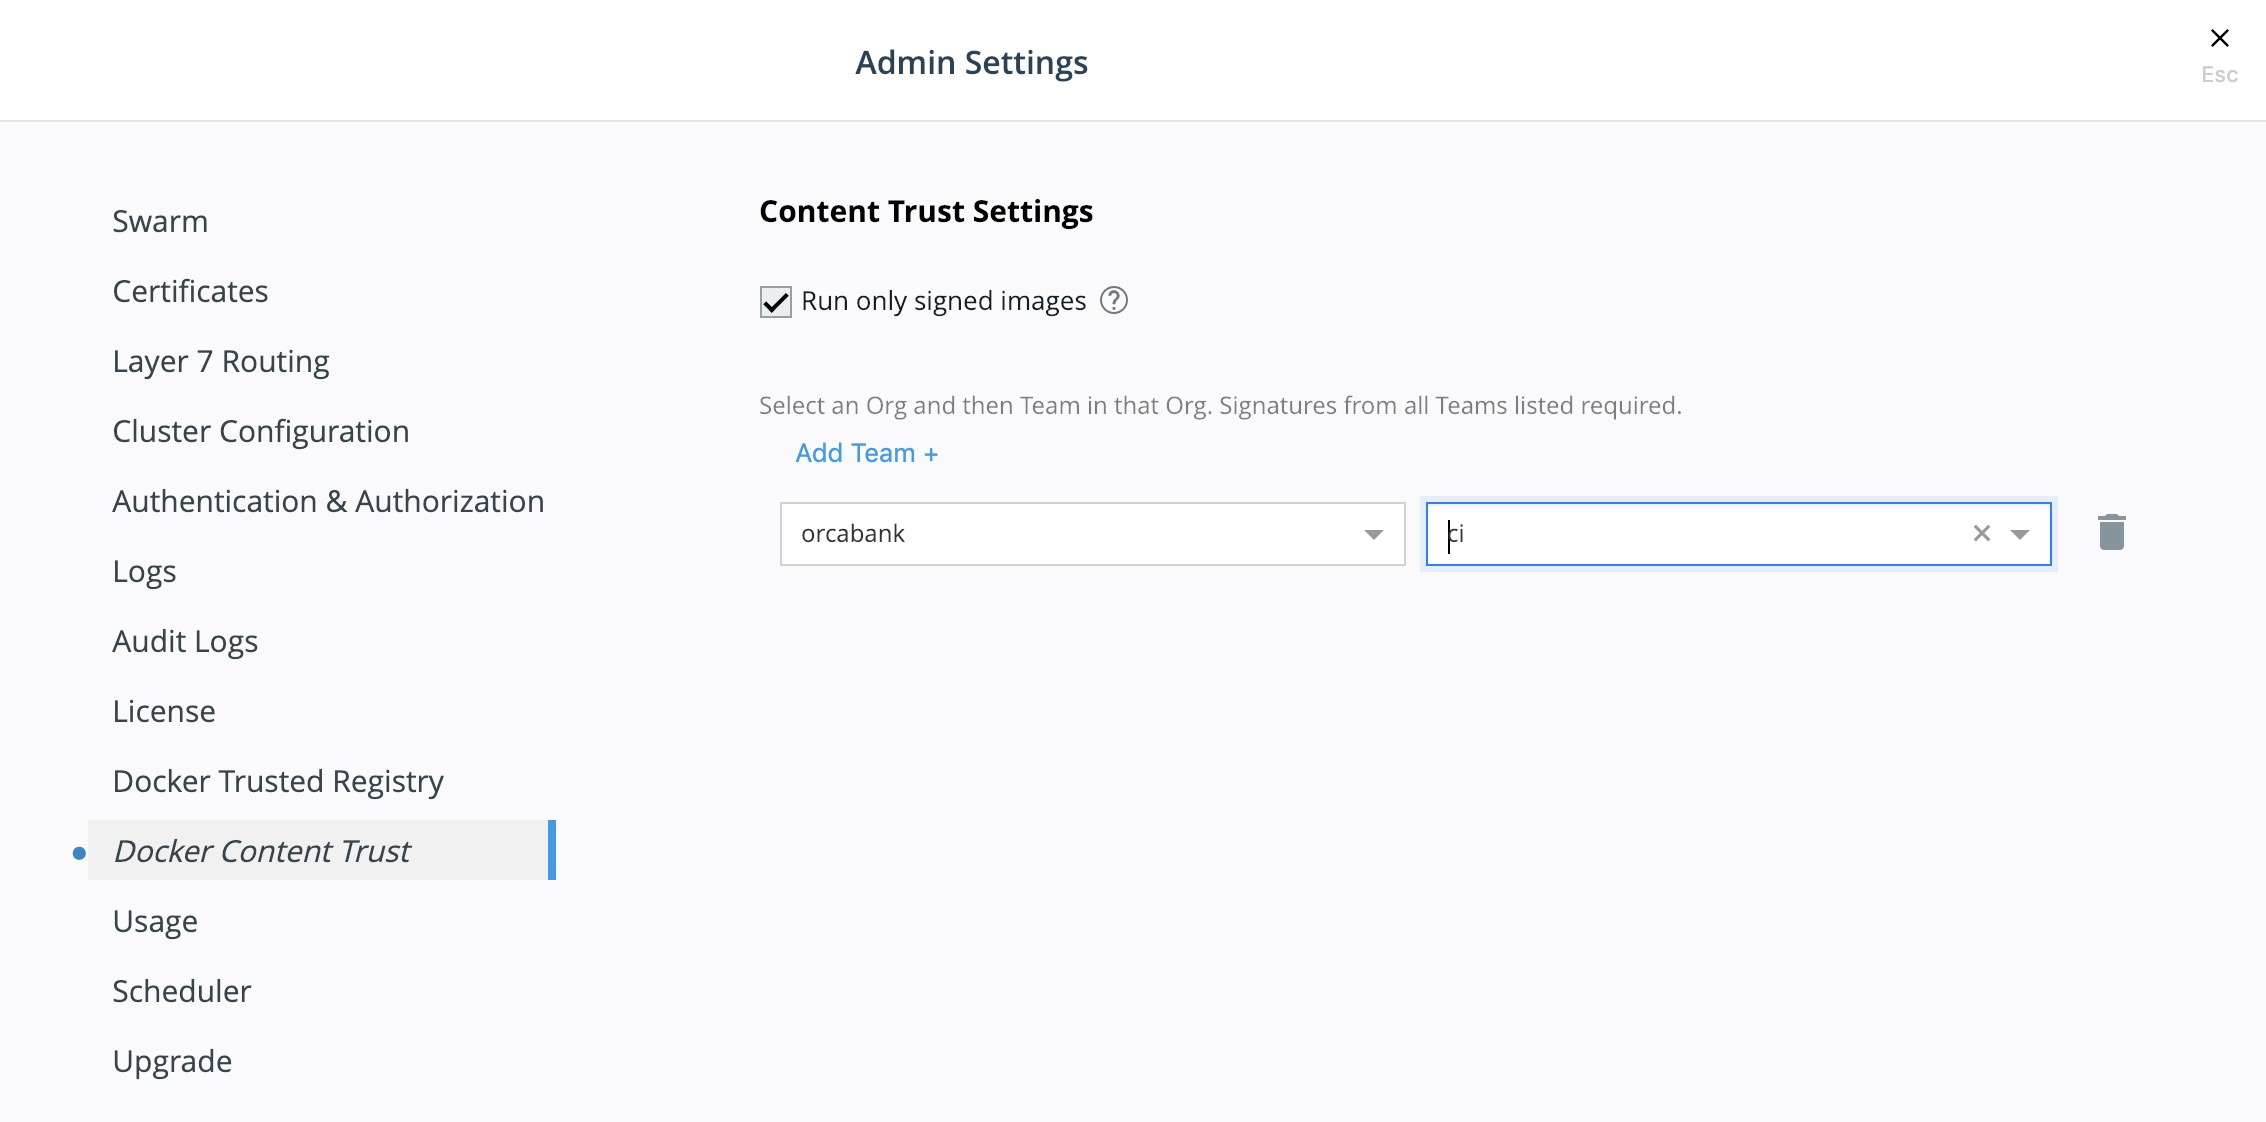 Admin Settings
Esc
Swarm
Certificates
Layer 7 Routing
Cluster Configuration
Authentication & Authorization
Logs
Audit Logs
License
Docker Trusted Registry
Docker Content Trust
Usage
Scheduler
Upgrade
Content Trust Settings
Run only signed images ?
Select an Org and then Team in that Org. Signatures from all Teams listed required.
Add Team +
orcabank
ci